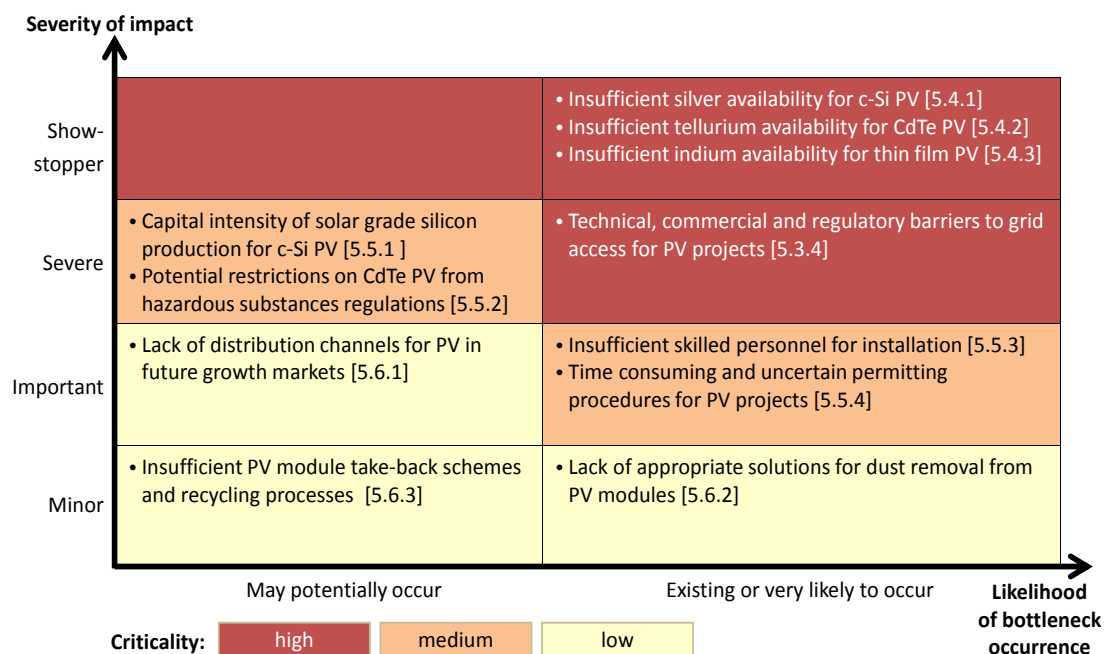 Severity of impact
Show-
stopper
• Insufficient silver availability for c-Si PV [5.4.1]
• Insufficient tellurium availability for CdTe PV [5.4.2]
• Insufficient indium availability for thin film PV [5.4.3]
Severe
• Capital intensity of solar grade silicon
production for c-Si PV [5.5.1 ]
• Potential restrictions on CdTe PV from
hazardous substances regulations [5.5.2]
• Technical, commercial and regulatory barriers to grid
access for PV projects [5.3.4]
Important
• Lack of distribution channels for PV in
future growth markets [5.6.1]
• Insufficient skilled personnel for installation [5.5.3]
• Time consuming and uncertain permitting
procedures for PV projects [5.5.4]
Minor
• Insufficient PV module take-back schemes
and recycling processes [5.6.3]
• Lack of appropriate solutions for dust removal from
PV modules [5.6.2]
May potentially occur
Existing or very likely to occur
Likelihood
of bottleneck
occurrence
Criticality:
high
medium
low